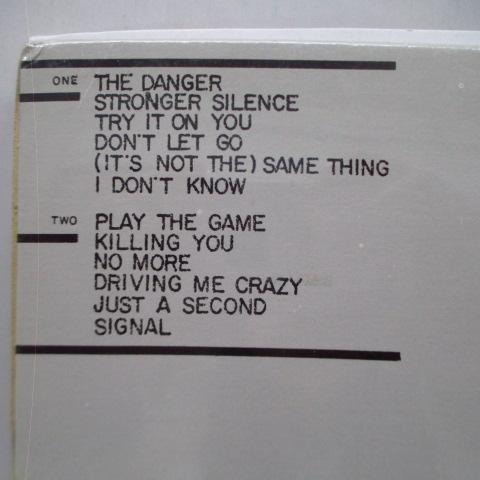 ONE
THE DANGER
STRONGER SILENCE
TRY IT ON YOU
DON'T LET GO
(IT'S NOT THE) SAME THING
I DON'T KNOW
TWO
PLAY THE GAME
KILLING YOU
NO MORE
DRIVING ME CRAZY
JUST A SECOND
SIGNAL